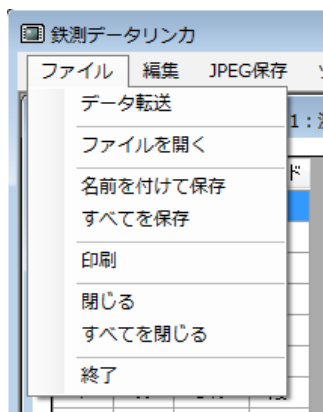 鉄測データリンカ
ファイル 編集 JPEG保存
データ転送
1:
ファイルを開く
ド
名前を付けて保存
すべてを保存
印刷
閉じる
すべてを閉じる
終了